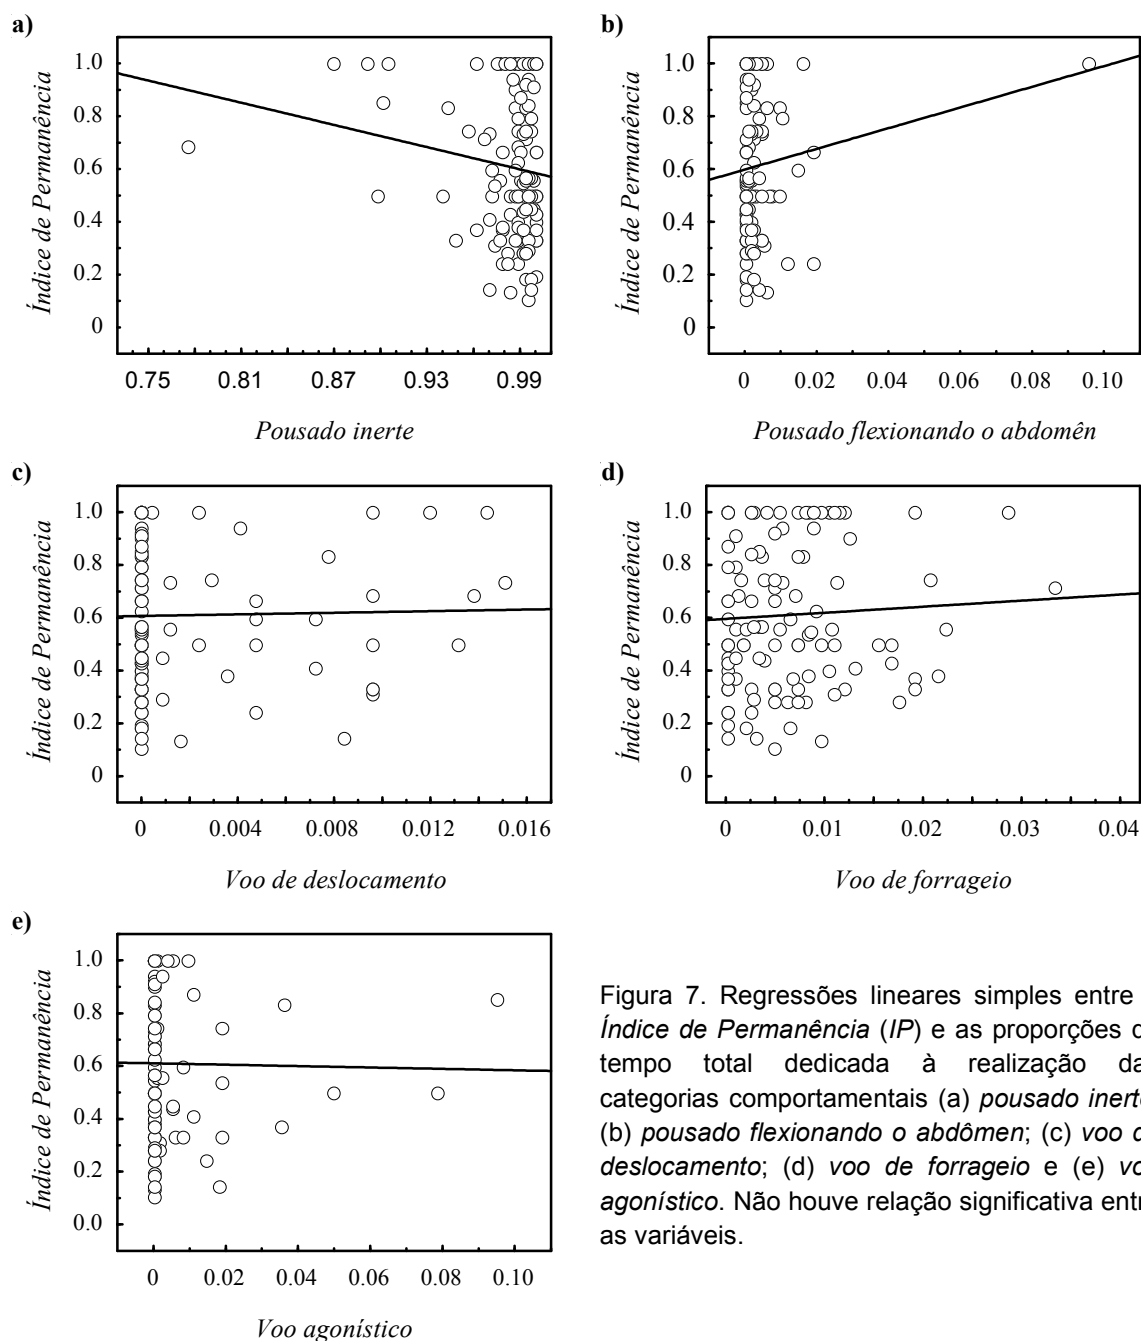 a)
Índice de Permanência
1.0
0.8
0.6
0.4
0.2
0
0.75 0.81 0.87 0.93 0.99
Pousado inerte
b)
Índice de Permanência
1.0
0.8
0.6
0.4
0.2
0
0 0.02 0.04 0.06 0.08 0.10
Pousado flexionando o abdomên
c)
Índice de Permanência
1.0
0.8
0.6
0.4
0.2
0
0 0.004 0.008 0.012 0.016
Voo de deslocamento
d)
Índice de Permanência
1.0
0.8
0.6
0.4
0.2
0
0 0.01 0.02 0.03 0.04
Voo de forrageio
e)
Índice de Permanência
1.0
0.8
0.6
0.4
0.2
0.0
0 0.02 0.04 0.06 0.08 0.10
Voo agonístico
Figura 7. Regressões lineares simples entre
Índice de Permanência (IP) e as proporções d
tempo total dedicada à realização da
categorias comportamentais (a) pousado inerte
(b) pousado flexionando o abdômen; (c) voo d
deslocamento; (d) voo de forrageio e (e) vo
agonístico. Não houve relação significativa entr
as variáveis.